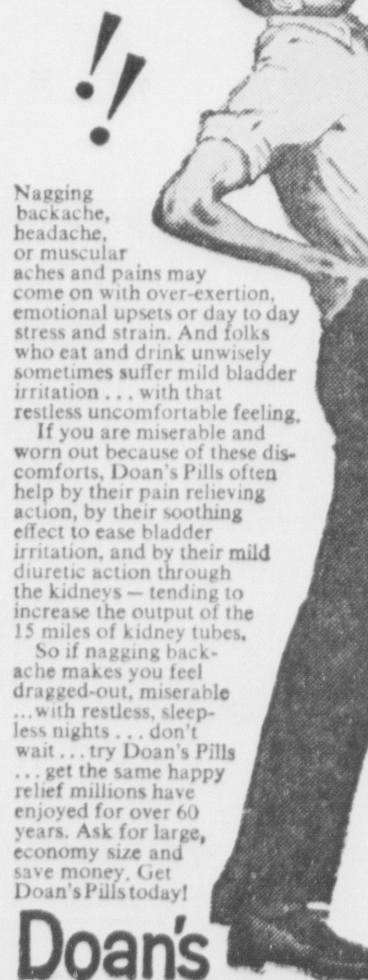 !!
Nagging
backache,
headache,
or muscular
aches and pains may
come on with over-exertion,
emotional upsets or day to day
stress and strain. And folks
who eat and drink unwisely
sometimes suffer mild bladder
irritation . . . with that
restless uncomfortable feeling.
If you are miserable and
worn out because of these dis-
comforts, Doan's Pills often
help by their pain relieving
action, by their soothing
effect to ease bladder
irritation, and by their mild
diuretic action through
the kidneys — tending to
increase the output of the
15 miles of kidney tubes.
So if nagging back-
ache makes you feel
dragged-out, miserable
...with restless, sleep-
less nights . . . don't
wait . . . try Doan's Pills
. . . get the same happy
relief millions have
enjoyed for over 60
years. Ask for large,
economy size and
save money. Get
Doan's Pills today!
Doan's